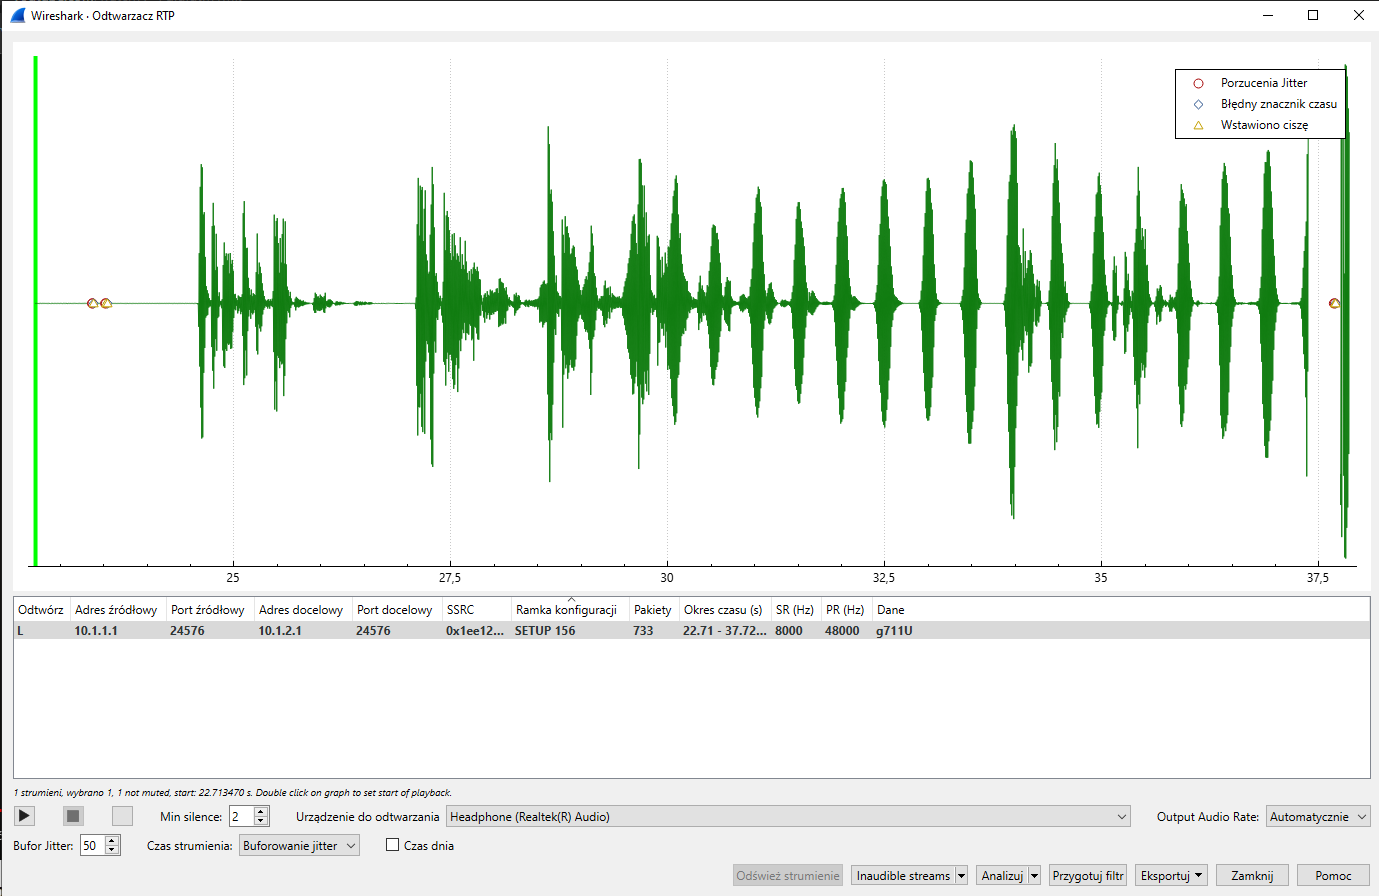 Wireshark · Odtwarzacz RTP
Porzucenia Jitter
Błędny znacznik czasu
Wstawiono ciszę
25 27,5 30 32,5 35 37,5
Odtwórz Adres źródłowy Port źródłowy Adres docelowy Port docelowy SSRC Ramka konfiguracji Pakiety Okres czasu (s) SR (Hz) PR (Hz) Dane
L 10.1.1.1 24576 10.1.2.1 24576 0x1ee12... SETUP 156 733 22.71 - 37.72... 8000 48000 g711U
1 strumieni, wybrano 1, 1 not muted, start: 22.713470 s. Double click on graph to set start of playback.
Min silence: 2 Urządzenie do odtwarzania Headphone (Realtek(R) Audio) Output Audio Rate: Automatycznie
Bufor Jitter: 50 Czas strumienia: Buforowanie jitter Czas dnia
Odśwież strumienie Inaudible streams Analizuj Przygotuj filtr Eksportuj Zamknij Pomoc